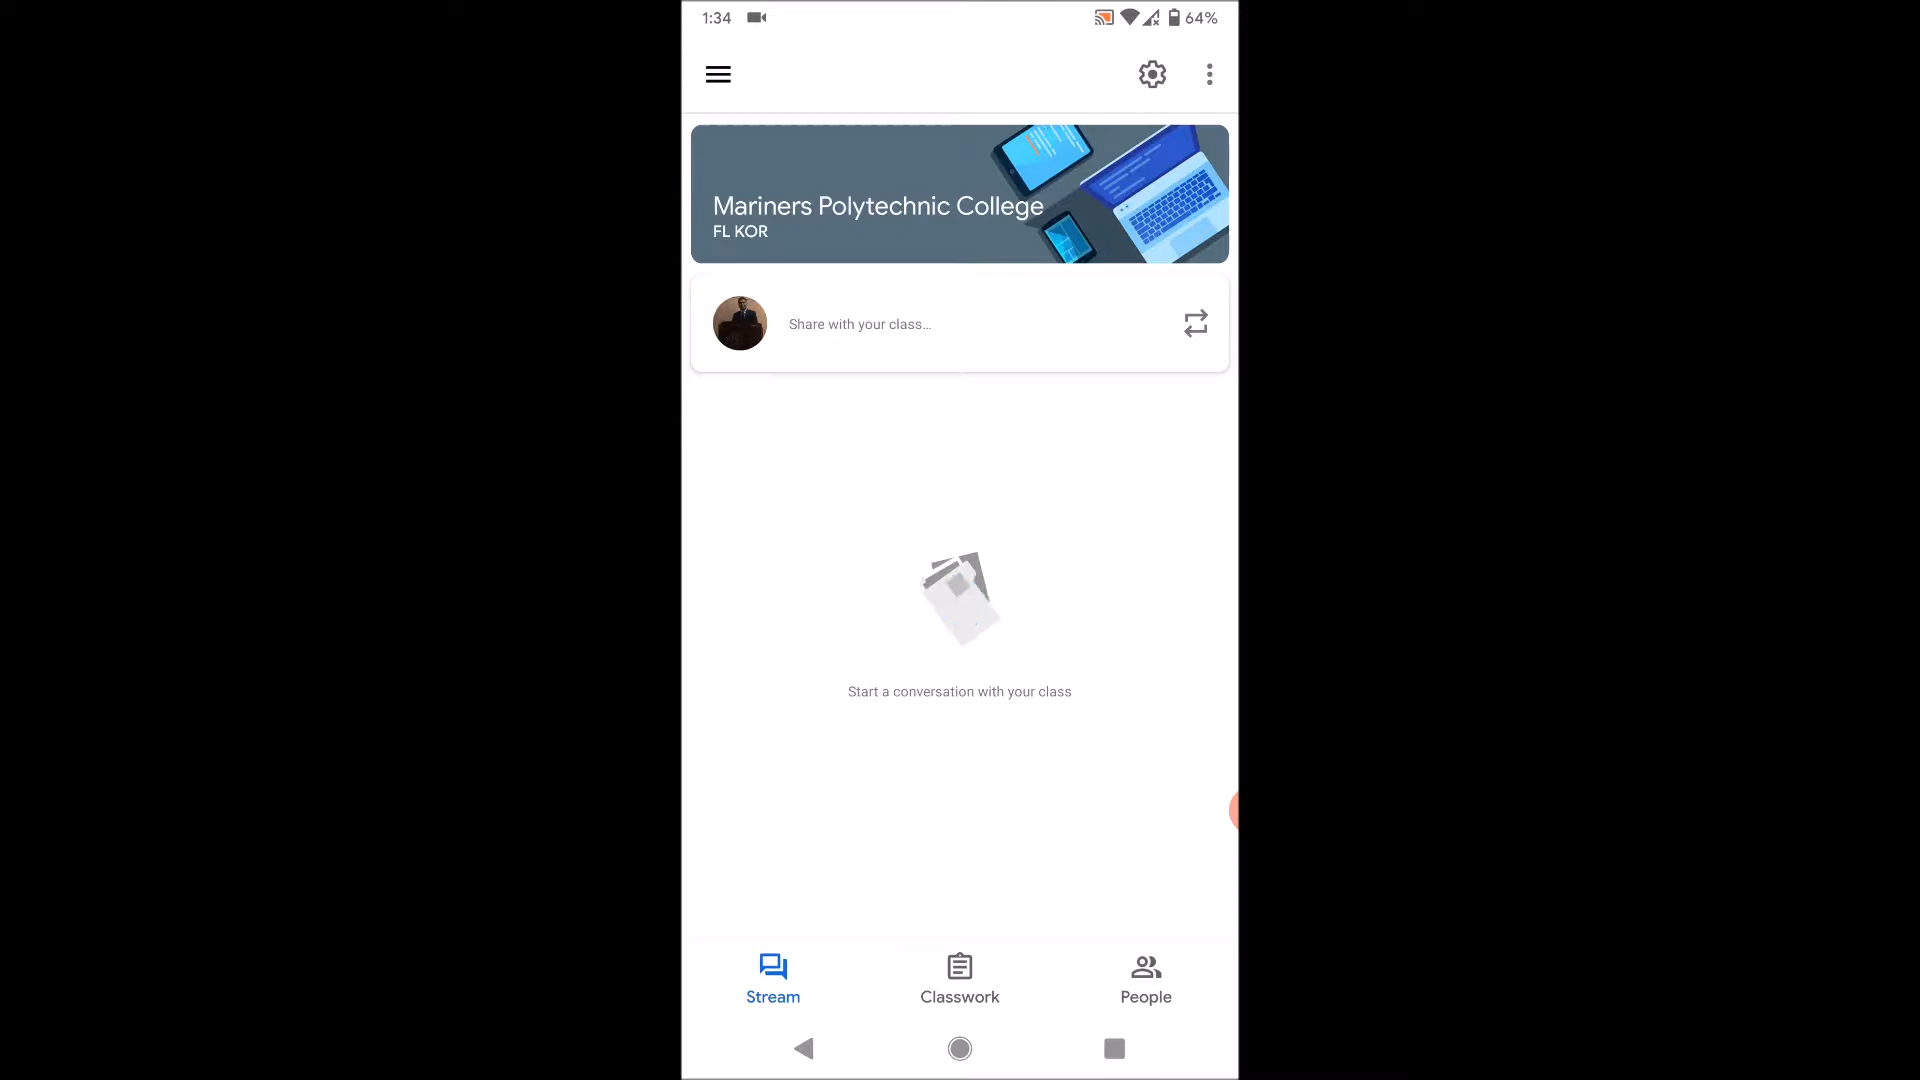 1:34
64%
Mariners Polytechnic College
FL KOR
Share with your class...
Start a conversation with your class
Stream
Classwork
People